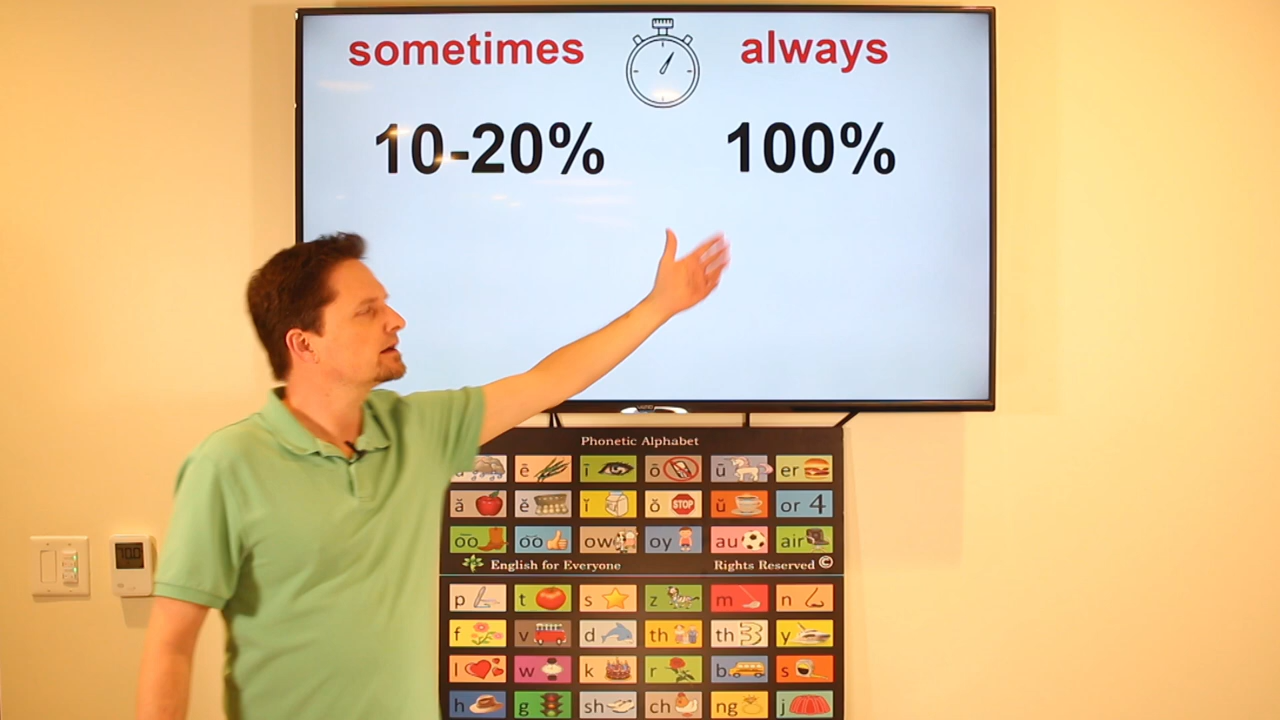 sometimes always
10-20% 100%
Phonetic Alphabet
ē ī ō ū er
ă ĕ ĭ ŏ STOP ŭ or 4
o͞o o͝o ow oy au air
English for Everyone Rights Reserved ©
p t s z m n
f v d th th 3 y
l w k r b s
h g sh ch ng j